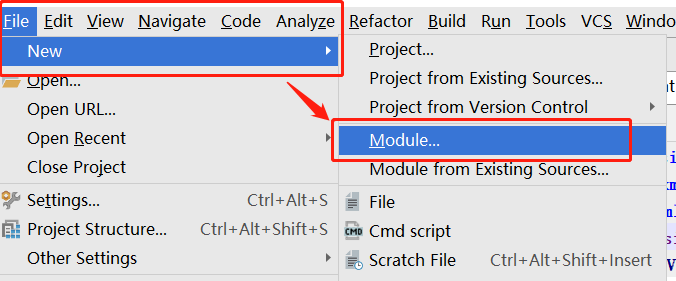 File Edit View Navigate Code Analyze Refactor Build Run Tools VCS Windo
New
Project...
Open...
Project from Existing Sources...
Open URL...
Project from Version Control
Open Recent
Module...
Close Project
Module from Existing Sources...
Settings... Ctrl+Alt+S
File
Project Structure... Ctrl+Alt+Shift+S
CMD Cmd script
Other Settings
Scratch File Ctrl+Alt+Shift+Insert